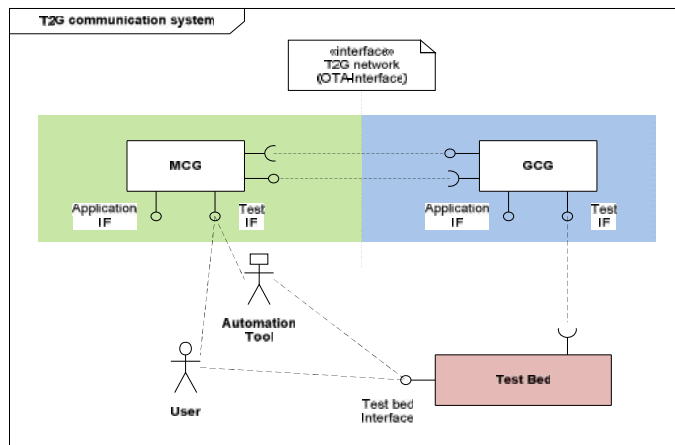 T2G communication system
«interface»
T2G network
(OTA-Interface)
MCG
GCG
Application
IF
Test
IF
Application
IF
Test
IF
Automation
Tool
User
Test Bed
Test bed
Interface